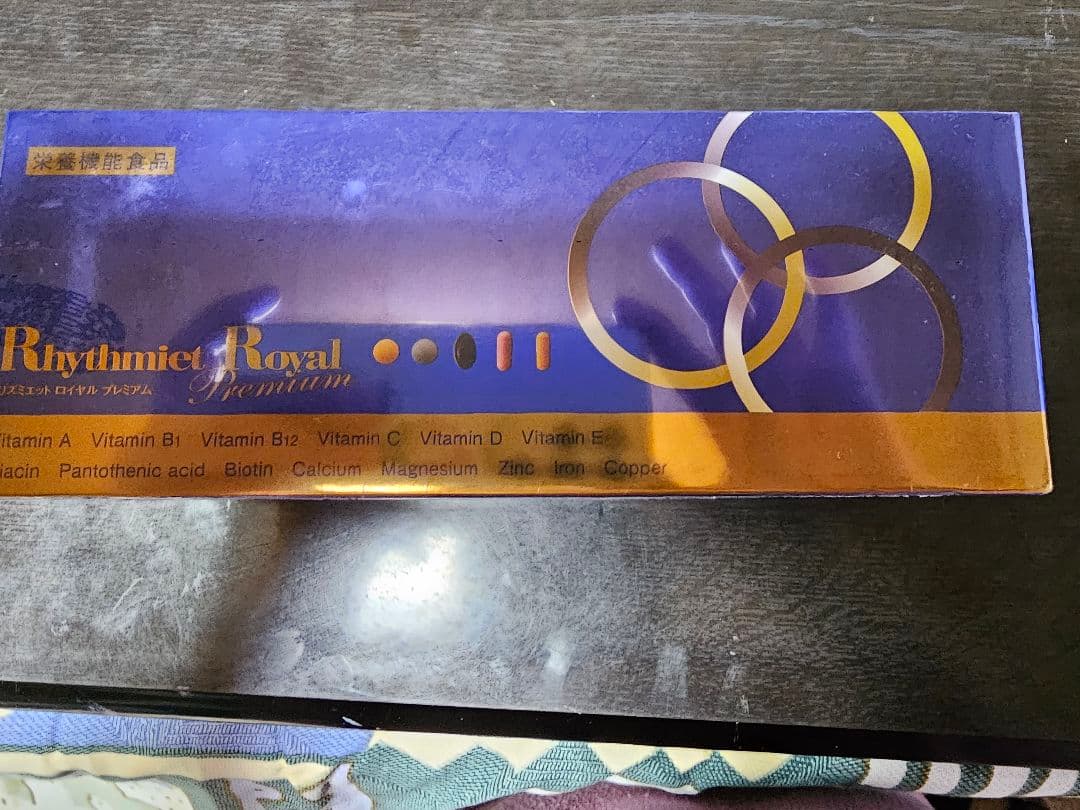 栄養機能食品
Rhythmiet Royal
Premium
リズミエット ロイヤル プレミアム
Vitamin A Vitamin B1 Vitamin B12 Vitamin C Vitamin D Vitamin E
Niacin Pantothenic acid Biotin Calcium Magnesium Zinc Iron Copper